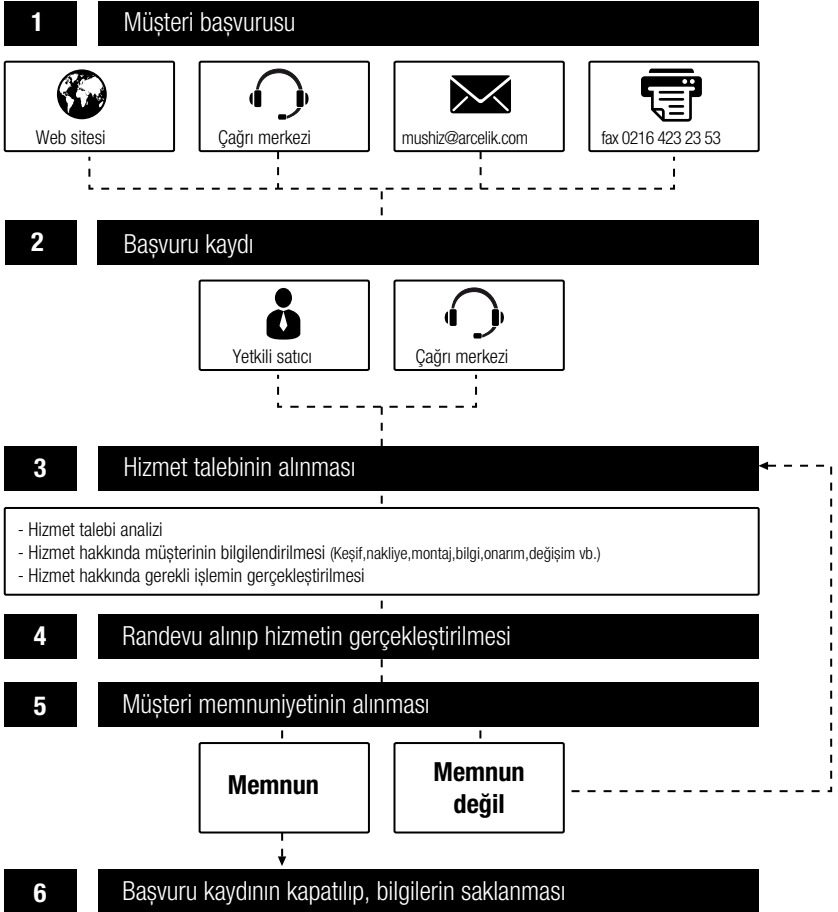 1 Müşteri başvurusu
Web sitesi
Çağrı merkezi
mushiz@arcelik.com
fax 0216 423 23 53
2 Başvuru kaydı
Yetkili satıcı
Çağrı merkezi
3 Hizmet talebinin alınması
- Hizmet talebi analizi
- Hizmet hakkında müşterinin bilgilendirilmesi (Keşif,nakliye,montaj,bilgi,onarım,değişim vb.)
- Hizmet hakkında gerekli işlemin gerçekleştirilmesi
4 Randevu alınıp hizmetin gerçekleştirilmesi
5 Müşteri memnuniyetinin alınması
Memnun
Memnun
değil
6 Başvuru kaydının kapatılıp, bilgilerin saklanması